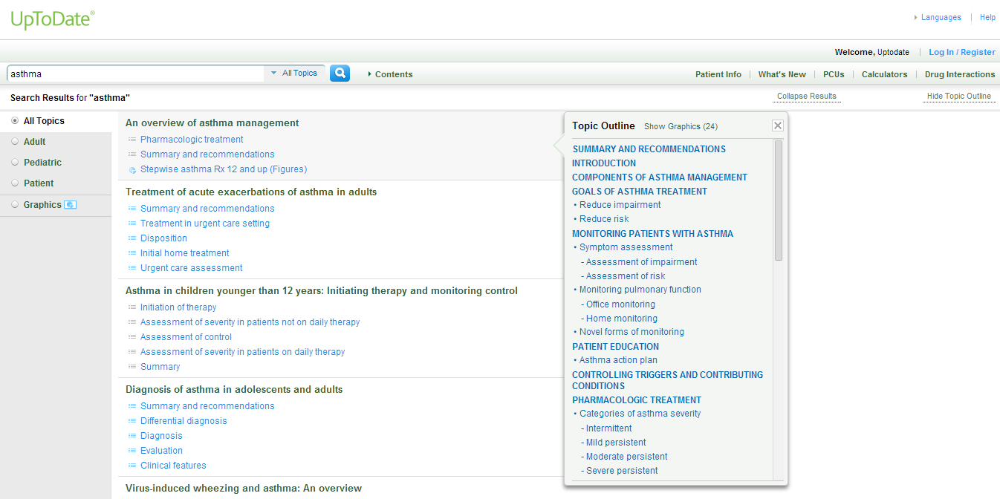 UpToDate®
Languages | Help
Welcome, Uptodate | Log In / Register
asthma
All Topics
Contents
Patient Info | What's New | PCUs | Calculators | Drug Interactions
Search Results for "asthma"
Collapse Results
Hide Topic Outline
All Topics
Adult
Pediatric
Patient
Graphics
An overview of asthma management
Pharmacologic treatment
Summary and recommendations
Stepwise asthma Rx 12 and up (Figures)
Treatment of acute exacerbations of asthma in adults
Summary and recommendations
Treatment in urgent care setting
Disposition
Initial home treatment
Urgent care assessment
Asthma in children younger than 12 years: Initiating therapy and monitoring control
Initiation of therapy
Assessment of severity in patients not on daily therapy
Assessment of control
Assessment of severity in patients on daily therapy
Summary
Diagnosis of asthma in adolescents and adults
Summary and recommendations
Differential diagnosis
Diagnosis
Evaluation
Clinical features
Virus-induced wheezing and asthma: An overview
Topic Outline Show Graphics (24)
SUMMARY AND RECOMMENDATIONS
INTRODUCTION
COMPONENTS OF ASTHMA MANAGEMENT
GOALS OF ASTHMA TREATMENT
• Reduce impairment
• Reduce risk
MONITORING PATIENTS WITH ASTHMA
• Symptom assessment
- Assessment of impairment
- Assessment of risk
• Monitoring pulmonary function
- Office monitoring
- Home monitoring
• Novel forms of monitoring
PATIENT EDUCATION
• Asthma action plan
CONTROLLING TRIGGERS AND CONTRIBUTING
CONDITIONS
PHARMACOLOGIC TREATMENT
• Categories of asthma severity
- Intermittent
- Mild persistent
- Moderate persistent
- Severe persistent